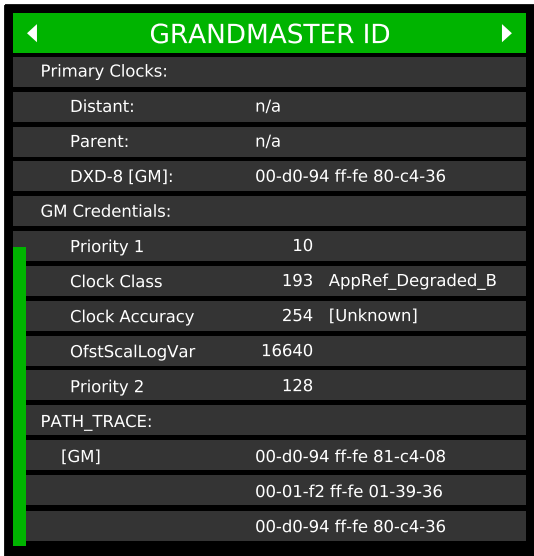 GRANDMASTER ID
Primary Clocks:
Distant: n/a
Parent: n/a
DXD-8 [GM]: 00-d0-94 ff-fe 80-c4-36
GM Credentials:
Priority 1 10
Clock Class 193 AppRef_Degraded_B
Clock Accuracy 254 [Unknown]
OfstScalLogVar 16640
Priority 2 128
PATH_TRACE:
[GM] 00-d0-94 ff-fe 81-c4-08
00-01-f2 ff-fe 01-39-36
00-d0-94 ff-fe 80-c4-36